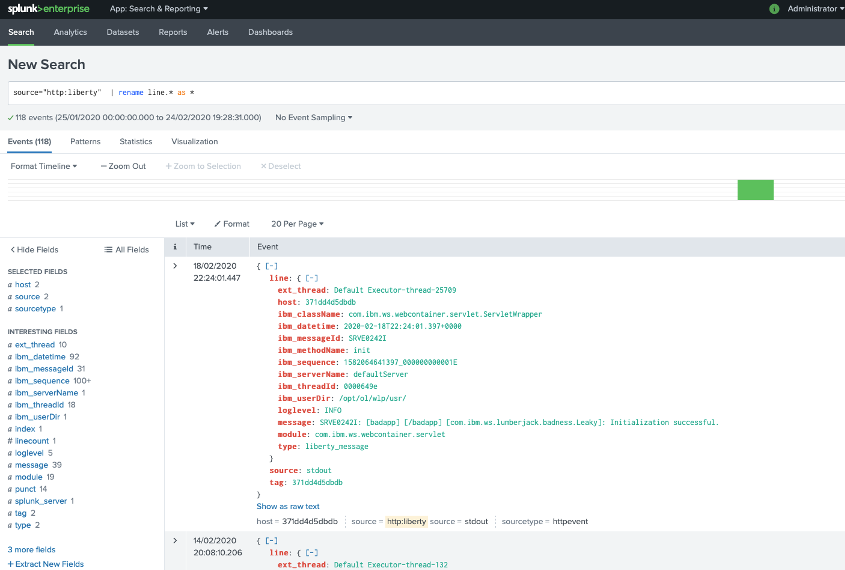 splunk>enterprise App: Search & Reporting ▾ i Administrator ▾
Search Analytics Datasets Reports Alerts Dashboards
New Search
source="http:liberty" | rename line.* as *
✓ 118 events (25/01/2020 00:00:00.000 to 24/02/2020 19:28:31.000) No Event Sampling ▾
Events (118) Patterns Statistics Visualization
Format Timeline ▾ − Zoom Out + Zoom to Selection × Deselect
List ▾ Format 20 Per Page ▾
< Hide Fields All Fields
SELECTED FIELDS
a host 2
a source 2
a sourcetype 1
INTERESTING FIELDS
a ext_thread 10
a ibm_datetime 92
a ibm_messageId 31
a ibm_sequence 100+
a ibm_serverName 1
a ibm_threadId 18
a ibm_userDir 1
a index 1
# linecount 1
a loglevel 5
a message 39
a module 19
a punct 14
a splunk_server 1
a tag 2
a type 2
3 more fields
+ Extract New Fields
i Time Event
> 18/02/2020
22:24:01.447
{ [-]
line: { [-]
ext_thread: Default Executor-thread-25709
host: 371dd4d5dbdb
ibm_className: com.ibm.ws.webcontainer.servlet.ServletWrapper
ibm_datetime: 2020-02-18T22:24:01.397+0000
ibm_messageId: SRVE0242I
ibm_methodName: init
ibm_sequence: 1582064641397_000000000001E
ibm_serverName: defaultServer
ibm_threadId: 0000649e
ibm_userDir: /opt/ol/wlp/usr/
loglevel: INFO
message: SRVE0242I: [badapp] [/badapp] [com.ibm.ws.lumberjack.badness.Leaky]: Initialization successful.
module: com.ibm.ws.webcontainer.servlet
type: liberty_message
}
source: stdout
tag: 371dd4d5dbdb
}
Show as raw text
host = 371dd4d5dbdb source = http:liberty source = stdout sourcetype = httpevent
> 14/02/2020
20:08:10.206
{ [-]
line: { [-]
ext_thread: Default Executor-thread-132